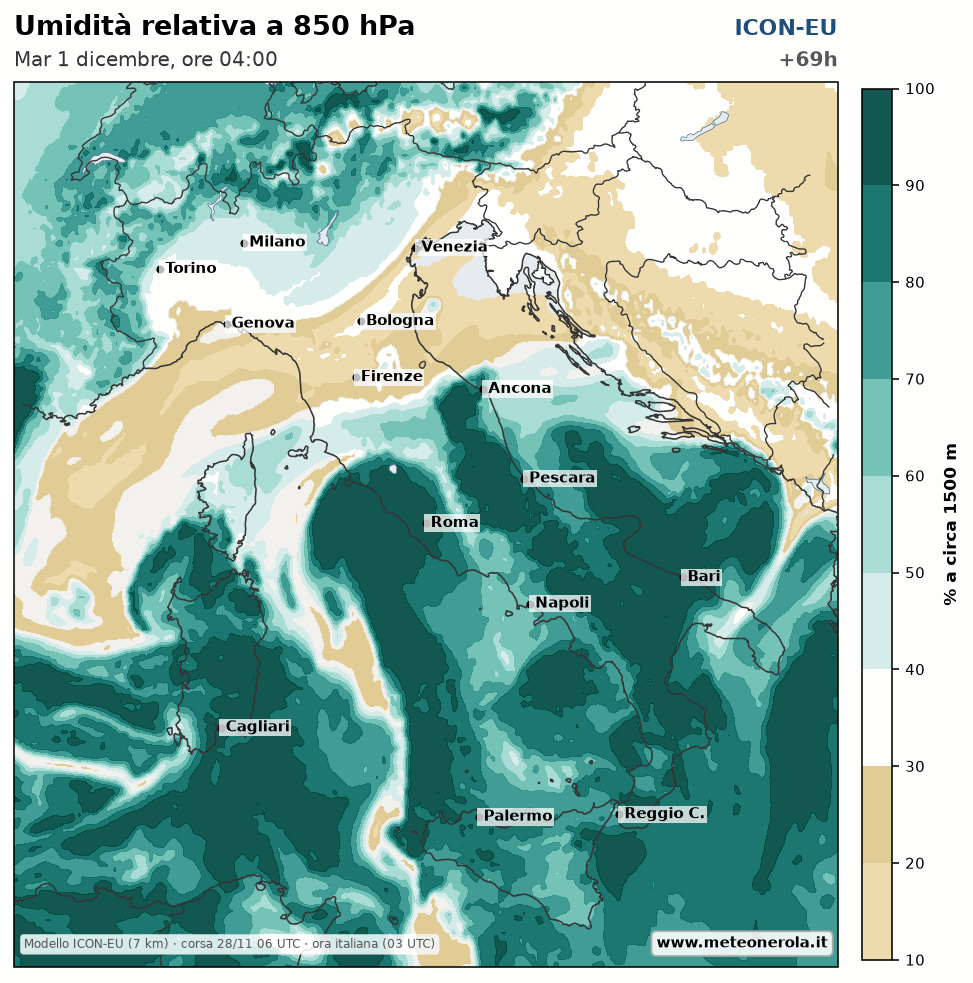 Umidità relativa a 850 hPa
ICON-EU
Mar 1 dicembre, ore 04:00
+69h
100
90
80
70
60
50
40
30
20
10
% a circa 1500 m
Milano
Venezia
Torino
Genova
Bologna
Firenze
Ancona
Pescara
Roma
Bari
Napoli
Cagliari
Palermo
Reggio C.
Modello ICON-EU (7 km) · corsa 28/11 06 UTC · ora italiana (03 UTC)
www.meteonerola.it